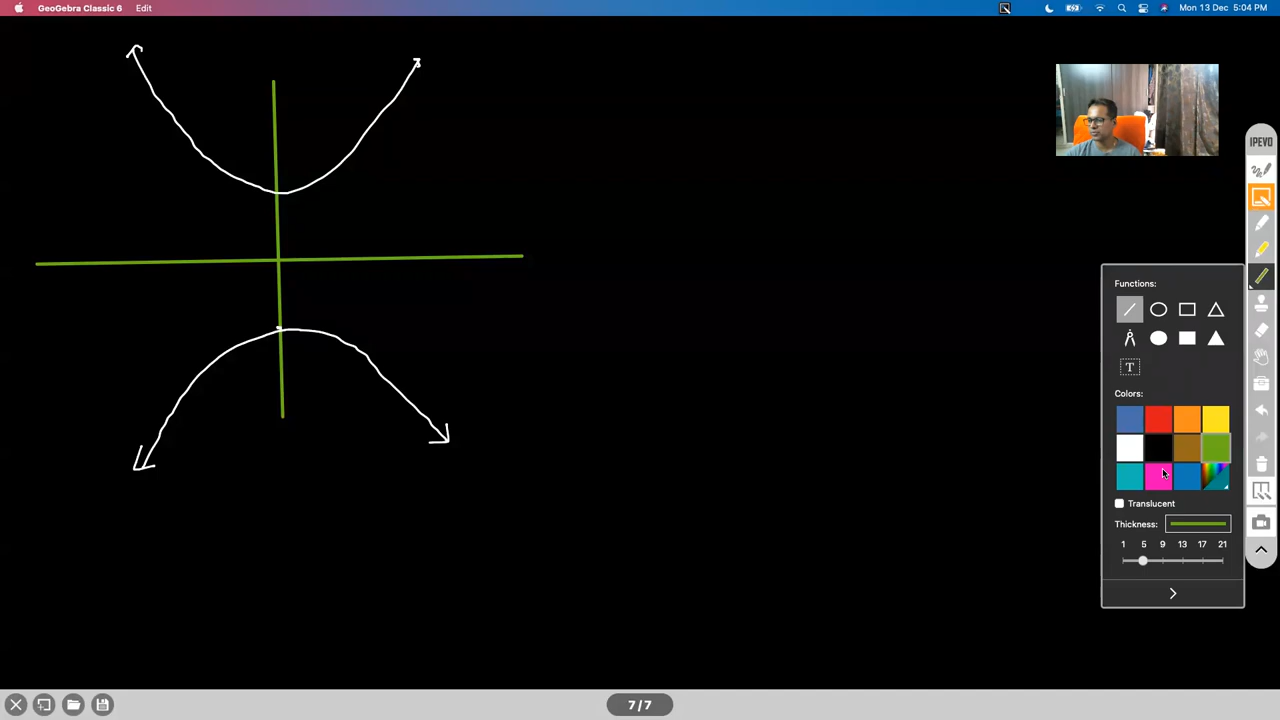 GeoGebra Classic 6 Edit Mon 13 Dec 5:04 PM
IPEVO
Functions:
T
Colors:
Translucent
Thickness:
1 5 9 13 17 21
7/7